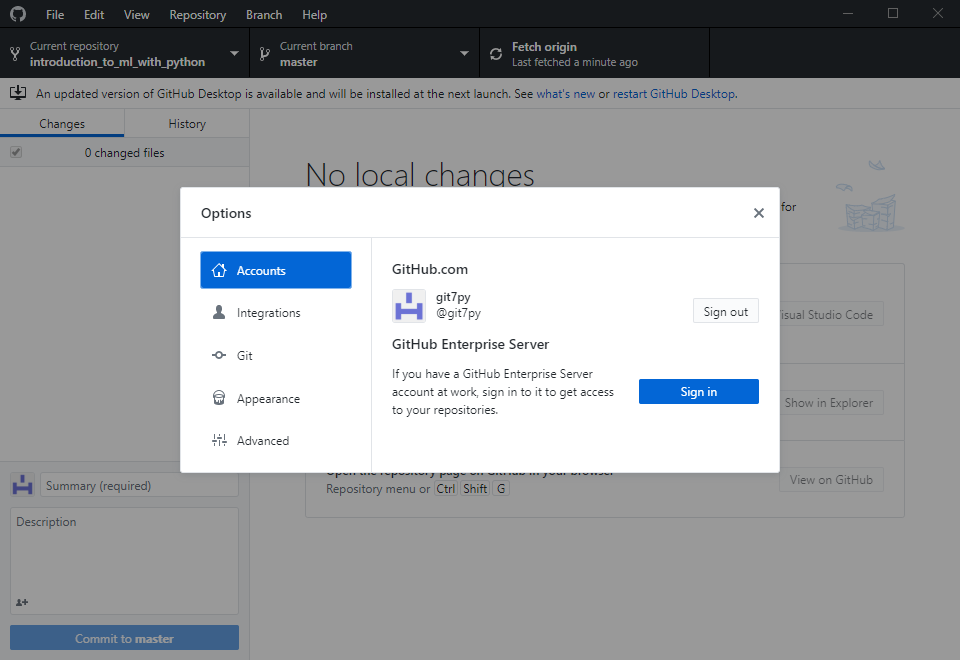 File Edit View Repository Branch Help
Current repository
introduction_to_ml_with_python
Current branch
master
Fetch origin
Last fetched a minute ago
An updated version of GitHub Desktop is available and will be installed at the next launch. See what's new or restart GitHub Desktop.
Changes
History
0 changed files
No local changes
for
Options
Accounts
Integrations
Git
Appearance
Advanced
GitHub.com
git7py
@git7py
Sign out
GitHub Enterprise Server
If you have a GitHub Enterprise Server
account at work, sign in to it to get access
to your repositories.
Sign in
Visual Studio Code
Show in Explorer
Open the repository page on GitHub in your browser
Repository menu or Ctrl Shift G
View on GitHub
Summary (required)
Description
Commit to master